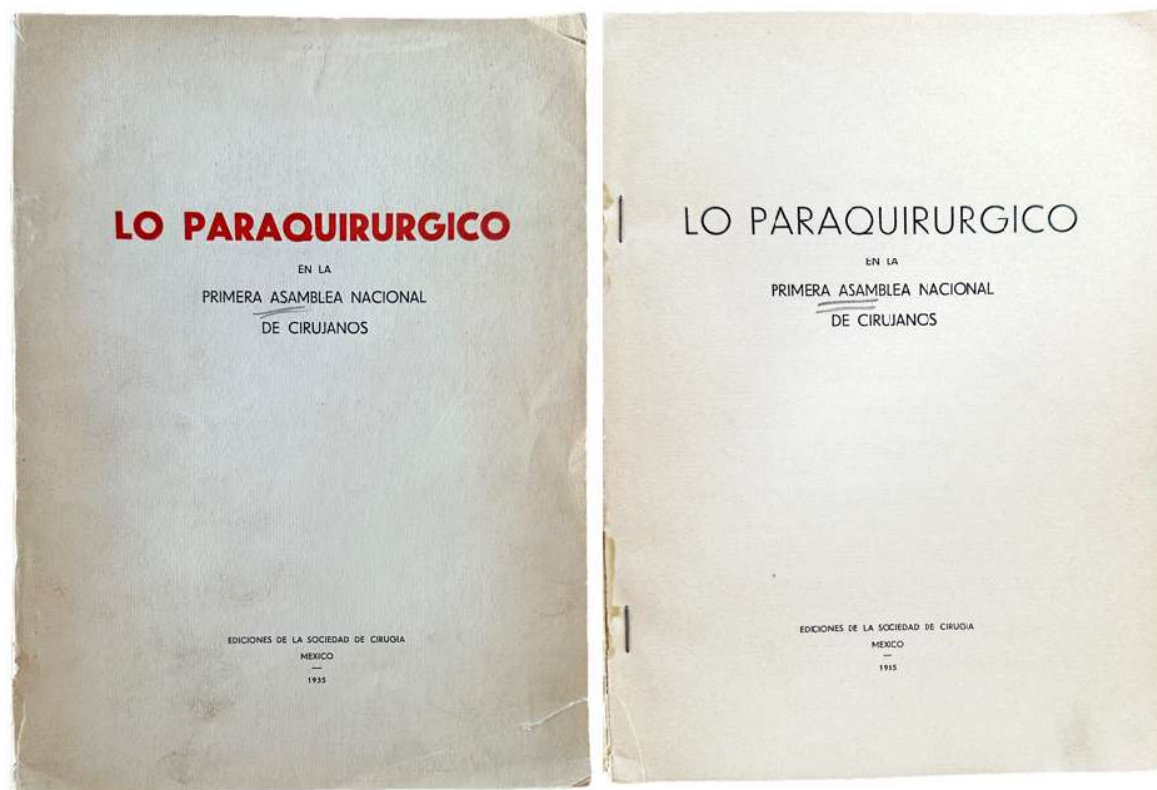 LO PARAQUIRURGICO
EN LA
PRIMERA ASAMBLEA NACIONAL
DE CIRUJANOS
EDICIONES DE LA SOCIEDAD DE CIRUGIA
MEXICO
—
1935
LO PARAQUIRURGICO
EN LA
PRIMERA ASAMBLEA NACIONAL
DE CIRUJANOS
EDICIONES DE LA SOCIEDAD DE CIRUGIA
MEXICO
—
1935